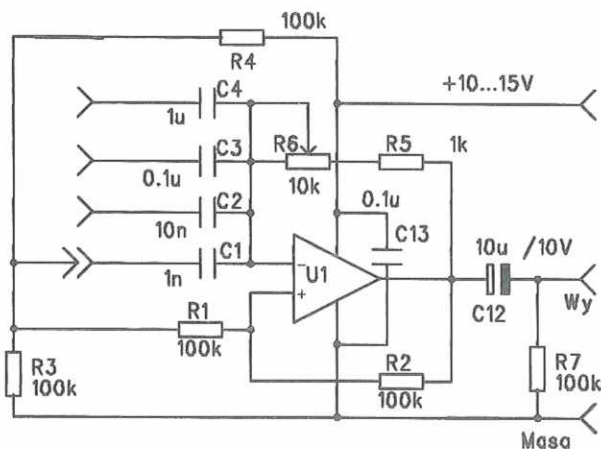 100k
R4
+10...15V
C4
1u
C3
R6
R5
1k
0.1u
10k
0.1u
C2
10n
C13
C1
10u /10V
1n
-
U1
+
C12
Wy
R1
100k
R3
100k
R2
100k
R7
100k
Masa